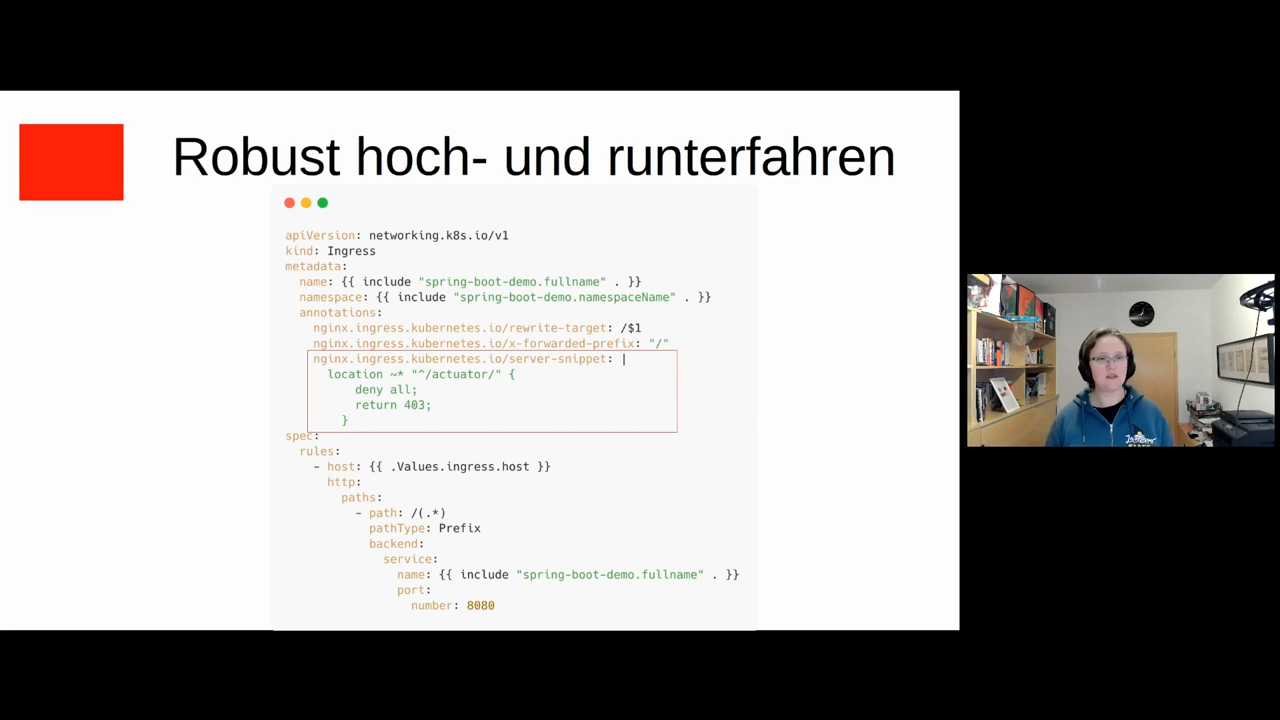 Robust hoch- und runterfahren
apiVersion: networking.k8s.io/v1
kind: Ingress
metadata:
  name: {{ include "spring-boot-demo.fullname" . }}
  namespace: {{ include "spring-boot-demo.namespaceName" . }}
  annotations:
    nginx.ingress.kubernetes.io/rewrite-target: /$1
    nginx.ingress.kubernetes.io/x-forwarded-prefix: "/"
    nginx.ingress.kubernetes.io/server-snippet: |
      location ~* "^/actuator/" {
          deny all;
          return 403;
        }
spec:
  rules:
    - host: {{ .Values.ingress.host }}
      http:
        paths:
          - path: /(.*)
            pathType: Prefix
            backend:
              service:
                name: {{ include "spring-boot-demo.fullname" . }}
                port:
                  number: 8080